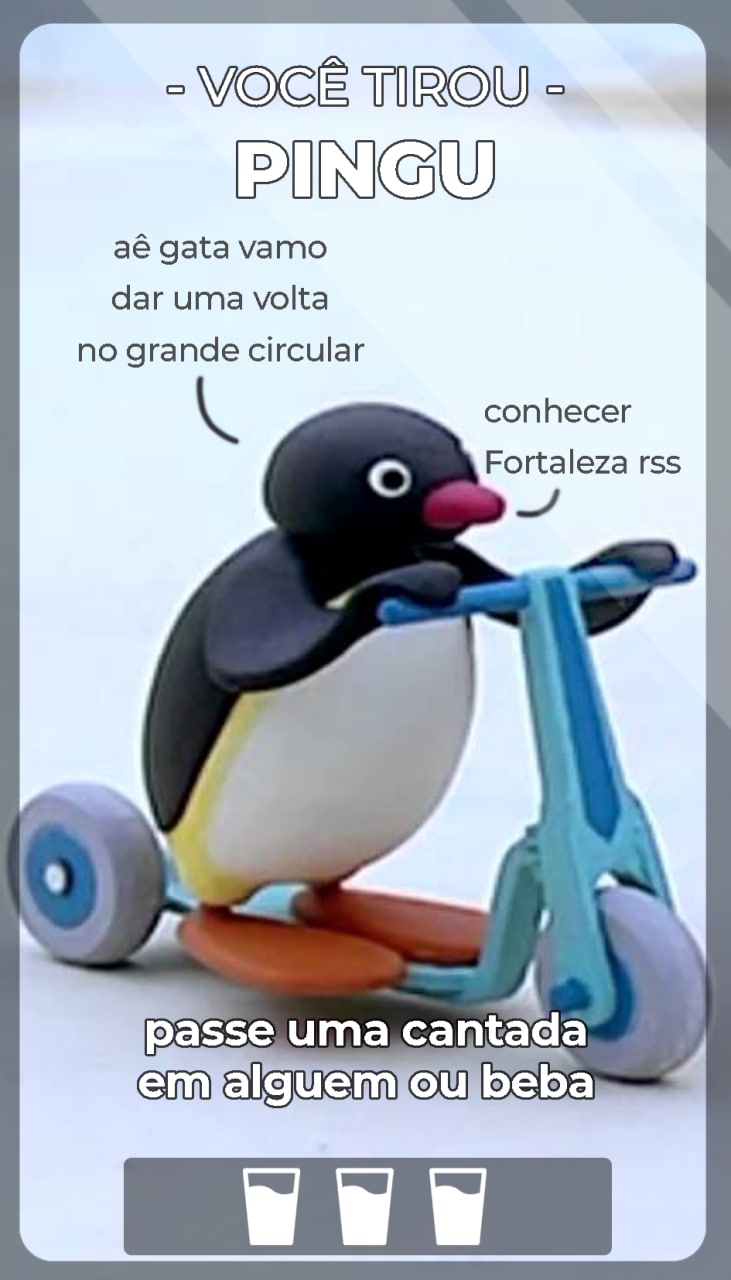 - VOCÊ TIROU -
PINGU
aê gata vamo
dar uma volta
no grande circular
conhecer
Fortaleza rss
passe uma cantada
em alguem ou beba